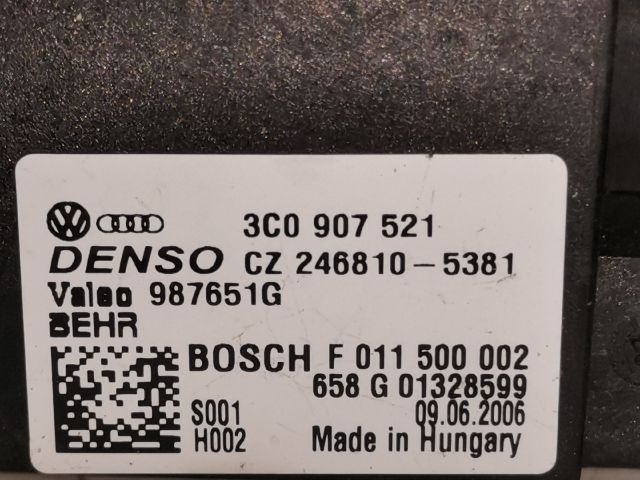 3C0 907 521
DENSO CZ 246810-5381
Valeo 987651G
BEHR
BOSCH F 011 500 002
658 G 01328599
S001 09.06.2006
H002 Made in Hungary